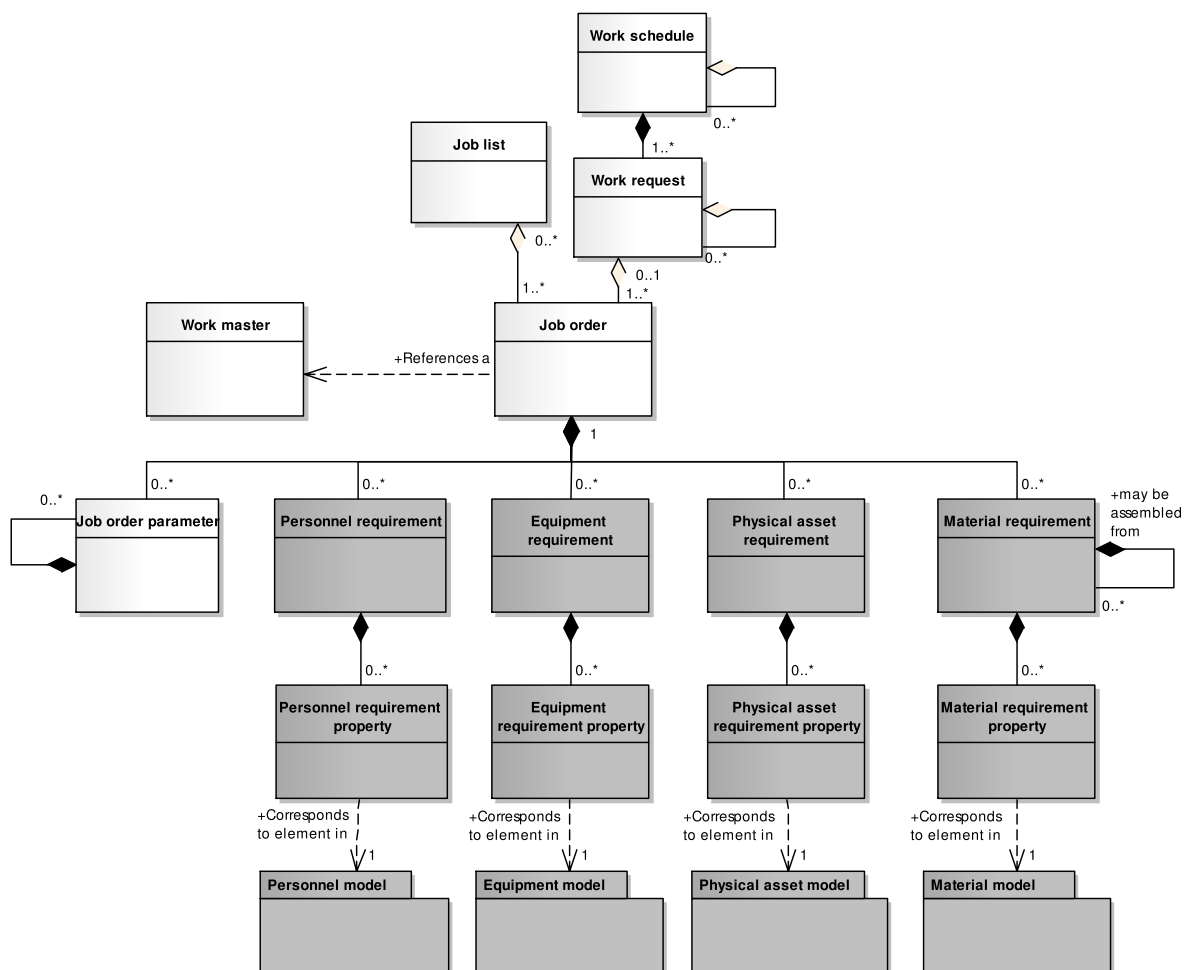 Work schedule
0..*
1..*
Job list
Work request
0..*
0..*
0..1
1..*
1..*
Work master
Job order
+References a
1
0..*
0..*
0..*
0..*
0..*
0..*
+may be
assembled
from
Job order parameter
Personnel requirement
Equipment
requirement
Physical asset
requirement
Material requirement
0..*
0..*
0..*
0..*
0..*
Personnel requirement
property
Equipment
requirement property
Physical asset
requirement property
Material requirement
property
+Corresponds
to element in
+Corresponds
to element in
+Corresponds
to element in
+Corresponds
to element in
1
1
1
1
Personnel model
Equipment model
Physical asset model
Material model